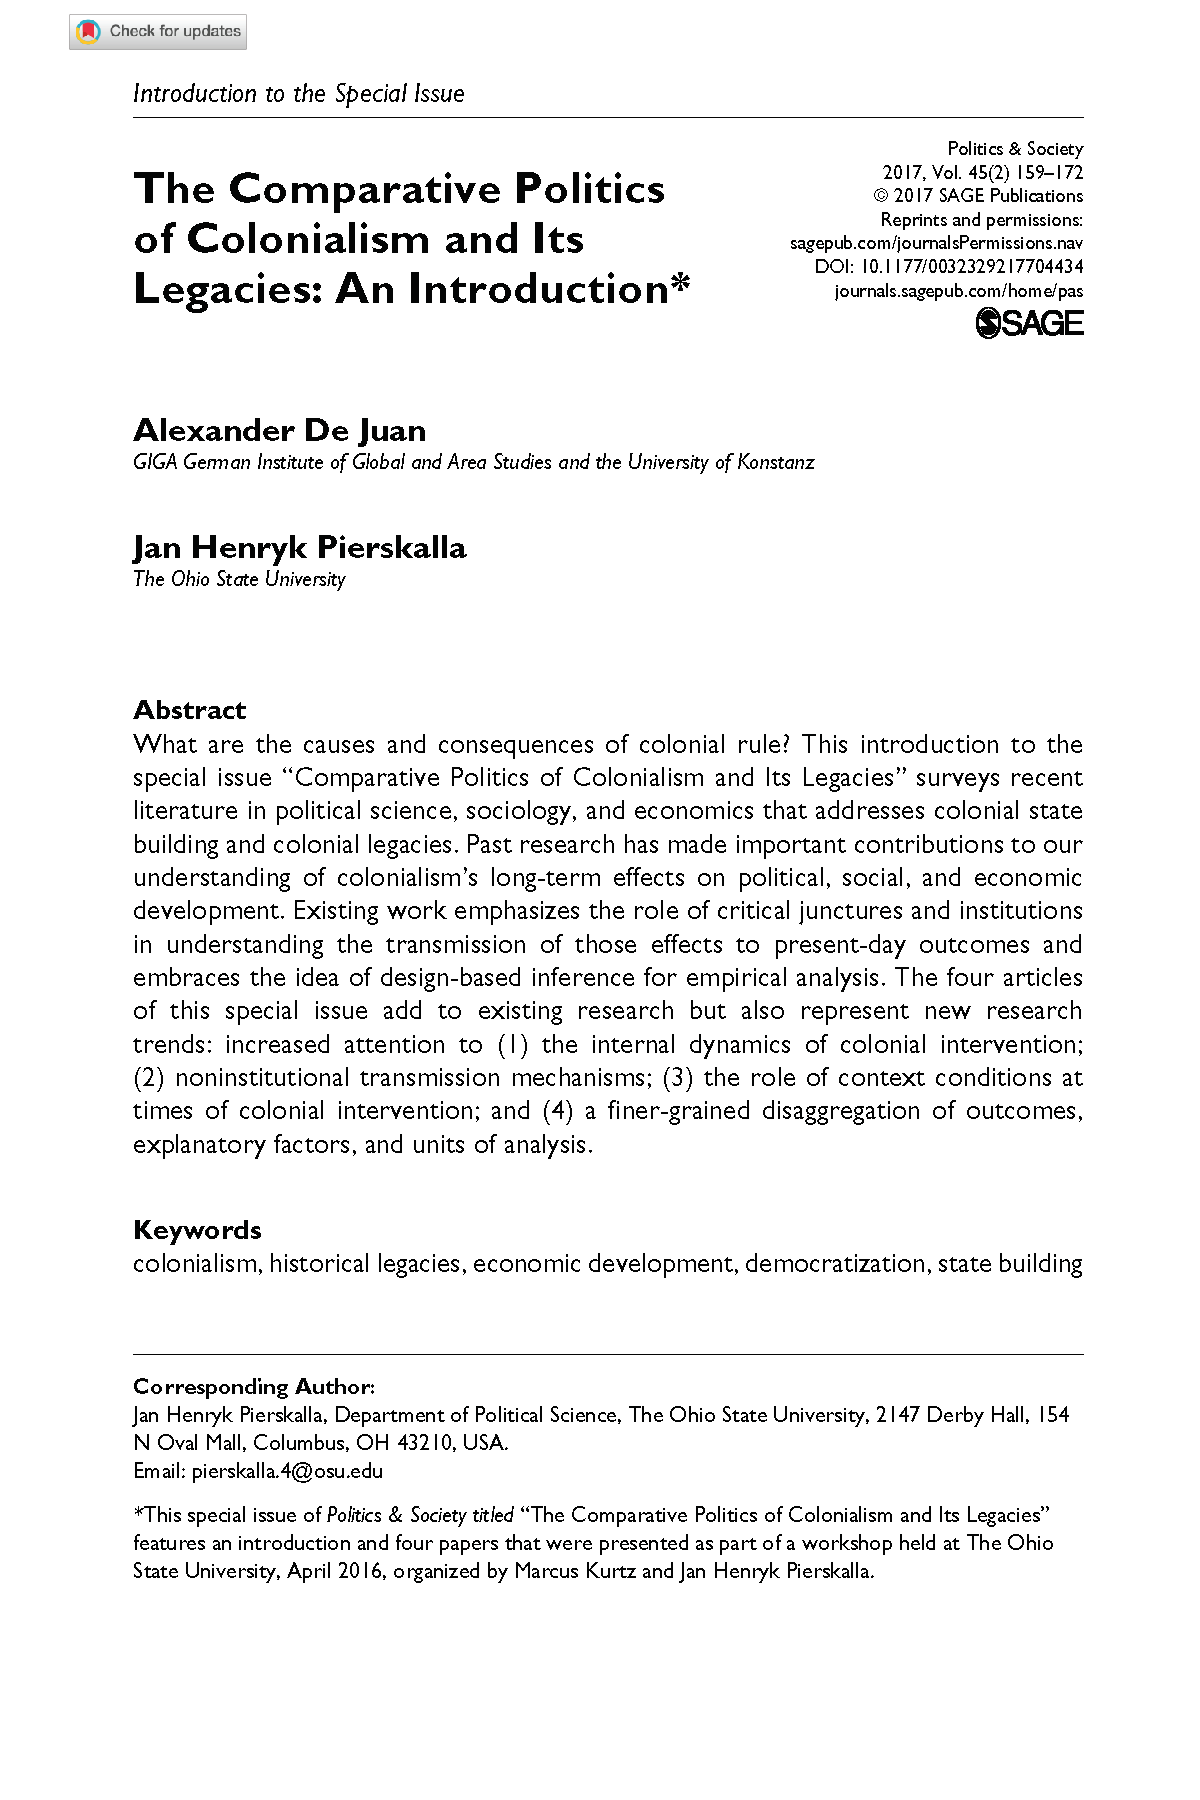 Check for updates
Introduction to the Special Issue
The Comparative Politics
of Colonialism and Its
Legacies: An Introduction*
Politics & Society
2017, Vol. 45(2) 159–172
© 2017 SAGE Publications
Reprints and permissions:
sagepub.com/journalsPermissions.nav
DOI: 10.1177/0032329217704434
journals.sagepub.com/home/pas
SAGE
Alexander De Juan
GIGA German Institute of Global and Area Studies and the University of Konstanz
Jan Henryk Pierskalla
The Ohio State University
Abstract
What are the causes and consequences of colonial rule? This introduction to the
special issue “Comparative Politics of Colonialism and Its Legacies” surveys recent
literature in political science, sociology, and economics that addresses colonial state
building and colonial legacies. Past research has made important contributions to our
understanding of colonialism’s long-term effects on political, social, and economic
development. Existing work emphasizes the role of critical junctures and institutions
in understanding the transmission of those effects to present-day outcomes and
embraces the idea of design-based inference for empirical analysis. The four articles
of this special issue add to existing research but also represent new research
trends: increased attention to (1) the internal dynamics of colonial intervention;
(2) noninstitutional transmission mechanisms; (3) the role of context conditions at
times of colonial intervention; and (4) a finer-grained disaggregation of outcomes,
explanatory factors, and units of analysis.
Keywords
colonialism, historical legacies, economic development, democratization, state building
Corresponding Author:
Jan Henryk Pierskalla, Department of Political Science, The Ohio State University, 2147 Derby Hall, 154
N Oval Mall, Columbus, OH 43210, USA.
Email: pierskalla.4@osu.edu
*This special issue of Politics & Society titled “The Comparative Politics of Colonialism and Its Legacies”
features an introduction and four papers that were presented as part of a workshop held at The Ohio
State University, April 2016, organized by Marcus Kurtz and Jan Henryk Pierskalla.